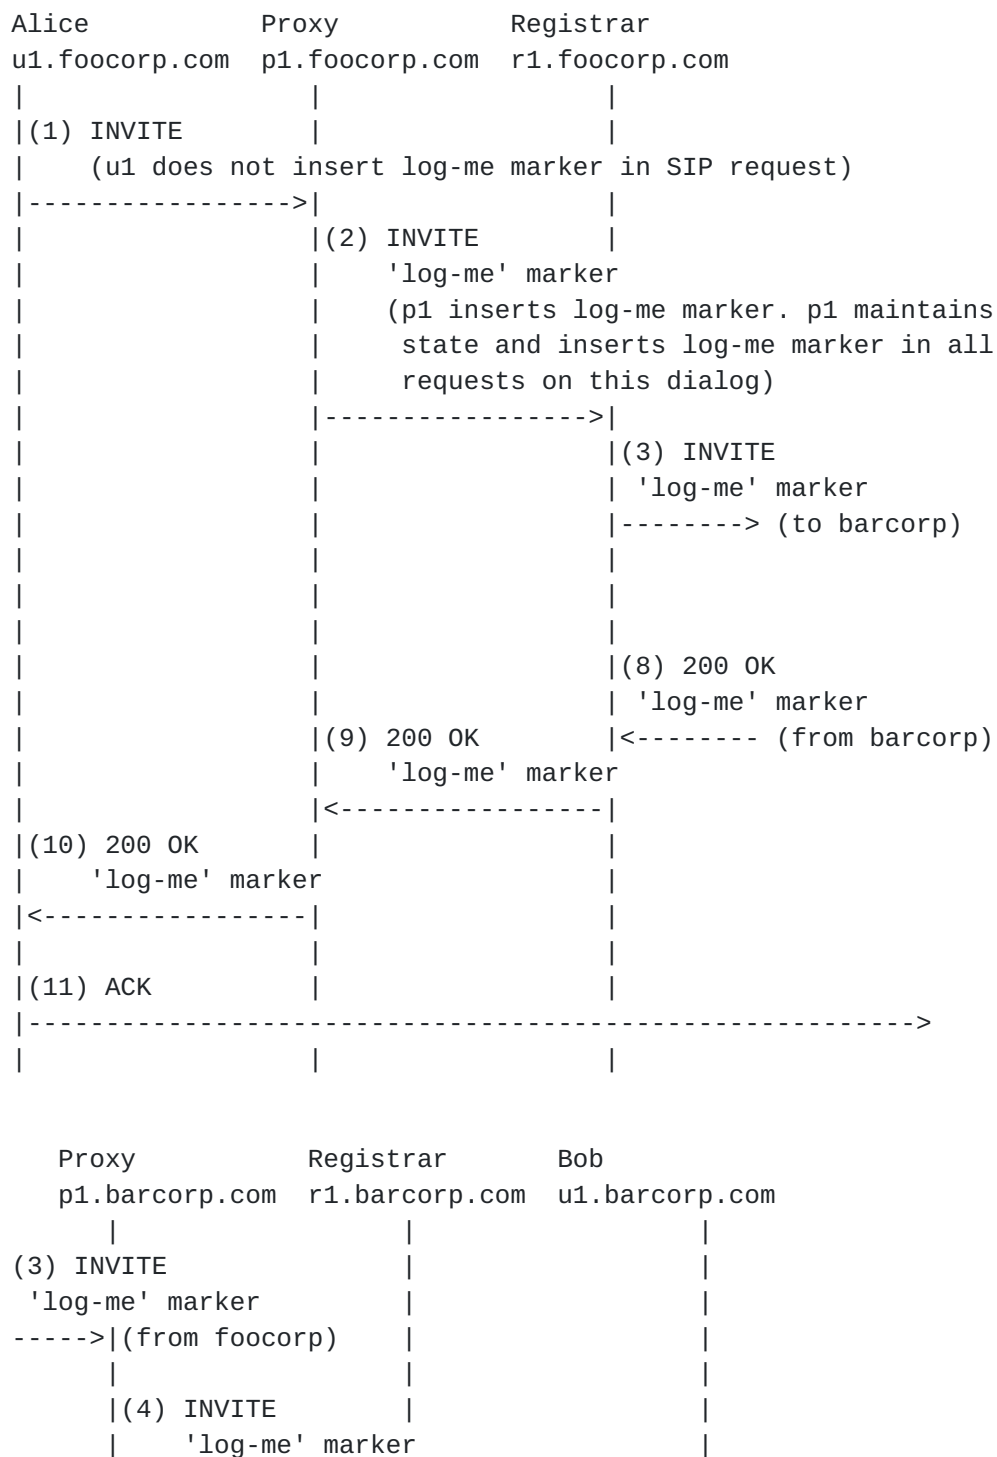 Alice           Proxy           Registrar
u1.foocorp.com  p1.foocorp.com  r1.foocorp.com
|                  |                  |
|(1) INVITE        |                  |
|    (u1 does not insert log-me marker in SIP request)
|----------------->|                  |
|                  |(2) INVITE        |
|                  |    'log-me' marker
|                  |    (p1 inserts log-me marker. p1 maintains
|                  |     state and inserts log-me marker in all
|                  |     requests on this dialog)
|                  |----------------->|
|                  |                  |(3) INVITE
|                  |                  | 'log-me' marker
|                  |                  |--------> (to barcorp)
|                  |                  |
|                  |                  |
|                  |                  |
|                  |                  |(8) 200 OK
|                  |                  | 'log-me' marker
|                  |(9) 200 OK        |<-------- (from barcorp)
|                  |    'log-me' marker
|                  |<-----------------|
|(10) 200 OK       |                  |
|    'log-me' marker                  |
|<-----------------|                  |
|                  |                  |
|(11) ACK          |                  |
|--------------------------------------------------------->
|                  |                  |
   Proxy           Registrar       Bob
   p1.barcorp.com  r1.barcorp.com  u1.barcorp.com
      |                  |                  |
(3) INVITE               |                  |
 'log-me' marker         |                  |
----->|(from foocorp)    |                  |
      |                  |                  |
      |(4) INVITE        |                  |
      |    'log-me' marker                  |